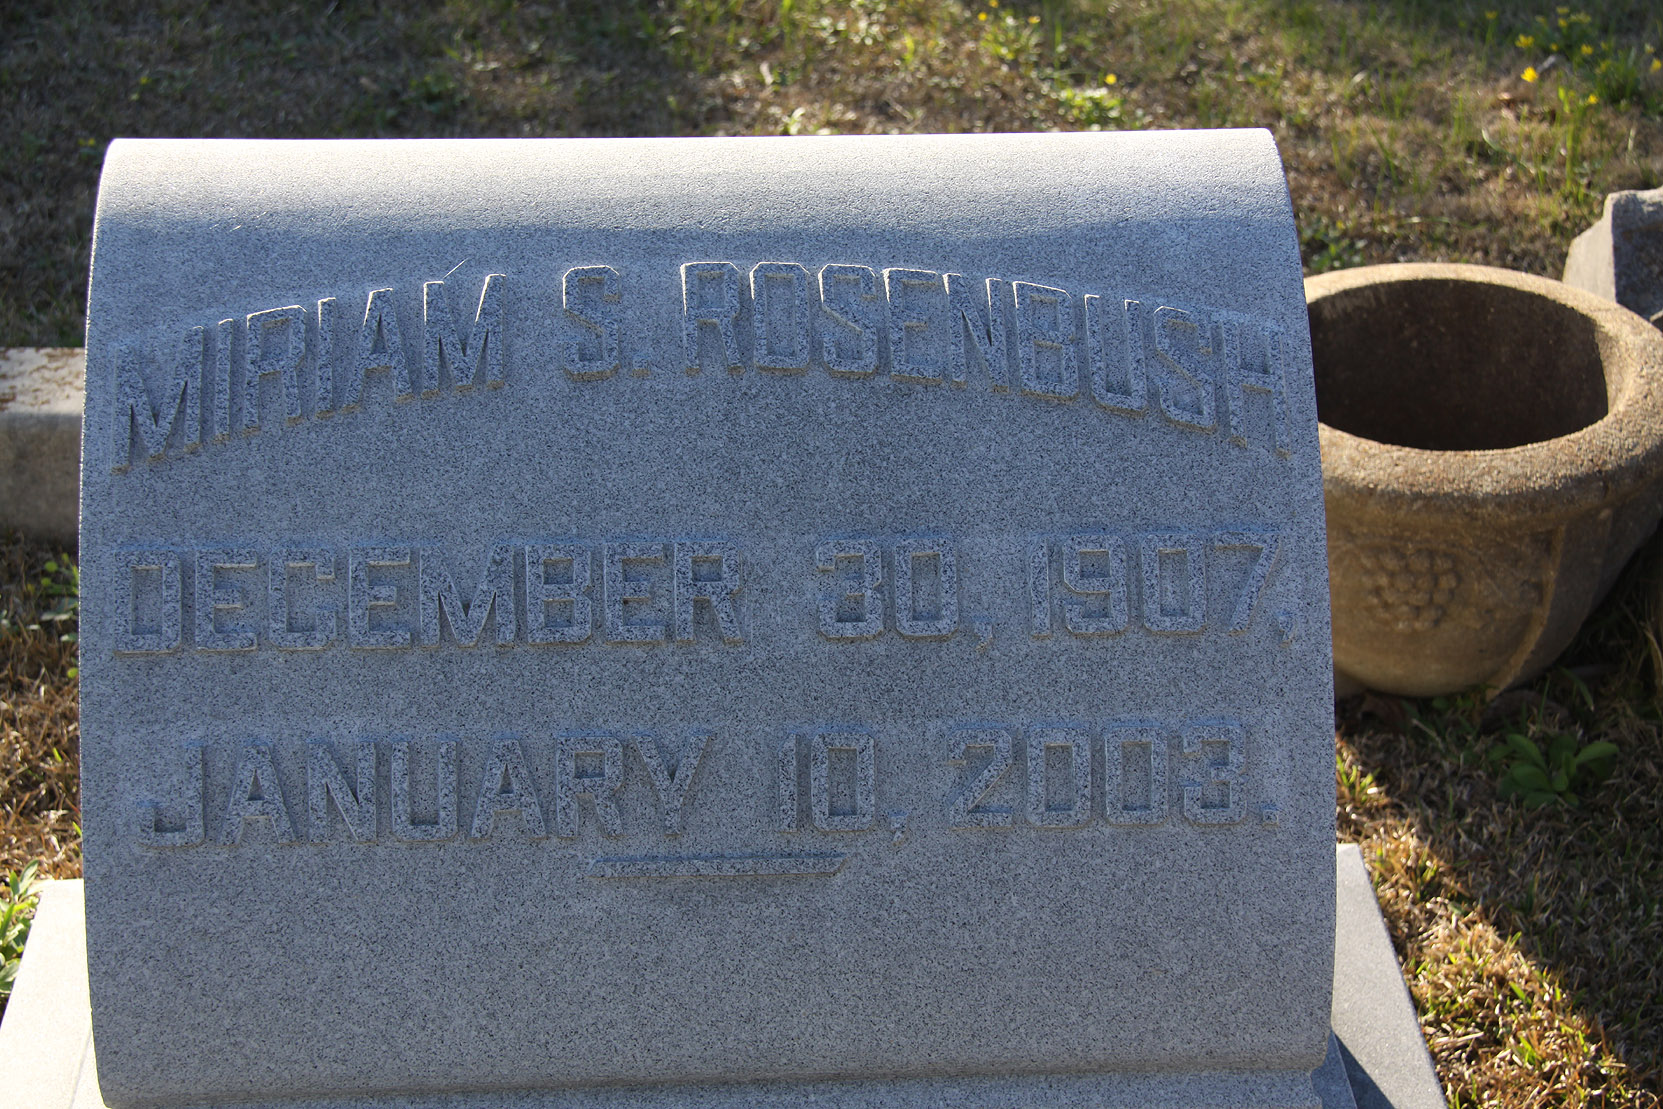 MIRIAM S. ROSENBUSH
DECEMBER 30, 1907,
JANUARY 10, 2003.